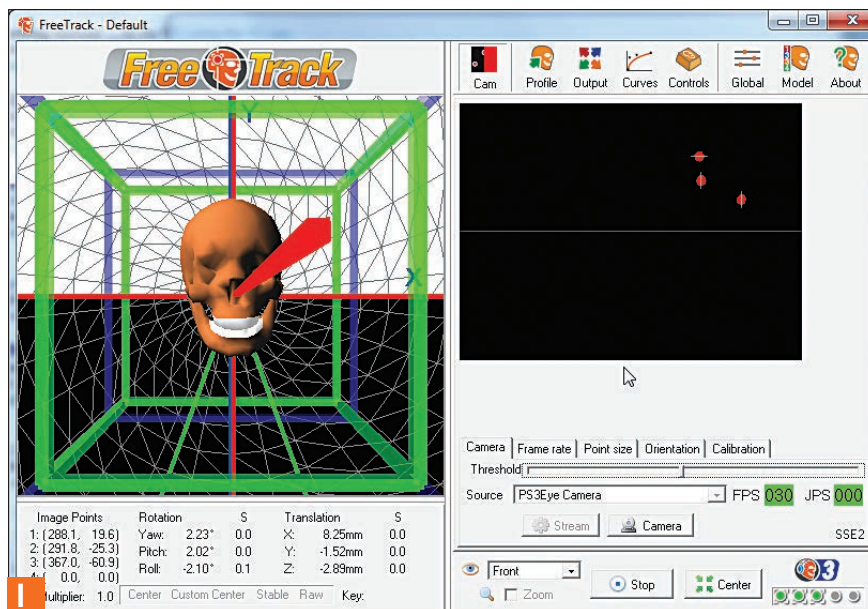 FreeTrack - Default
Free Track
Cam Profile Output Curves Controls Global Model About
Y
X
Camera Frame rate Point size Orientation Calibration
Threshold
Source PS3Eye Camera FPS 030 JPS 000
Stream Camera SSE2
Image Points Rotation S Translation S
1: ( 288.1, 19.6) Yaw: 2.23° 0.0 X: 8.25mm 0.0
2: ( 291.8, -25.3) Pitch: 2.02° 0.0 Y: -1.52mm 0.0
3: ( 367.0, -60.9) Roll: -2.10° 0.1 Z: -2.89mm 0.0
4: ( 0.0, 0.0)
Multiplier: 1.0 Center Custom Center Stable Raw Key:
Front Zoom Stop Center 3
I